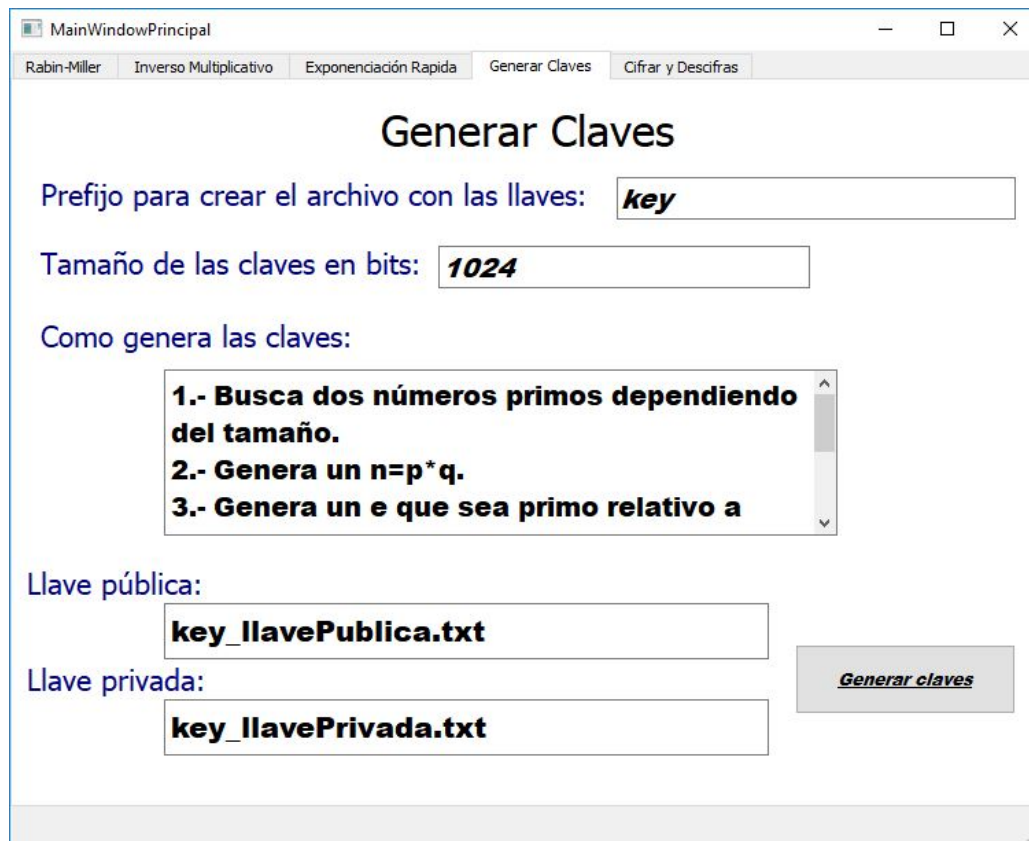 MainWindowPrincipal
Rabin-Miller Inverso Multiplicativo Exponenciación Rapida Generar Claves Cifrar y Descifras
Generar Claves
Prefijo para crear el archivo con las llaves: key
Tamaño de las claves en bits: 1024
Como genera las claves:
1.- Busca dos números primos dependiendo
del tamaño.
2.- Genera un n=p*q.
3.- Genera un e que sea primo relativo a
Llave pública:
key_llavePublica.txt
Llave privada:
Generar claves
key_llavePrivada.txt